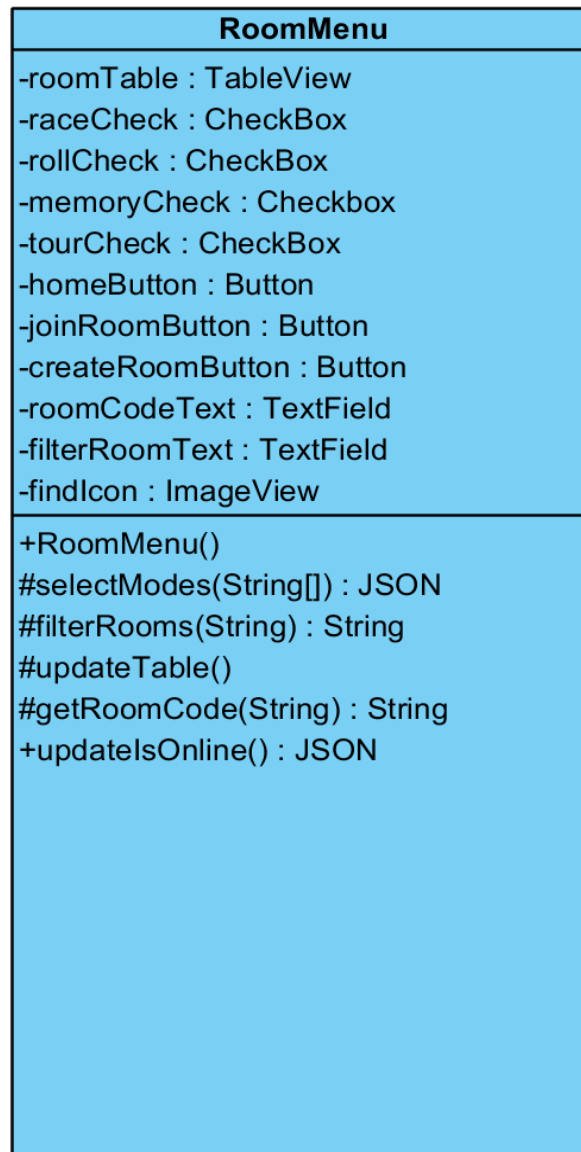 RoomMenu
-roomTable : TableView
-raceCheck : CheckBox
-rollCheck : CheckBox
-memoryCheck : Checkbox
-tourCheck : CheckBox
-homeButton : Button
-joinRoomButton : Button
-createRoomButton : Button
-roomCodeText : TextField
-filterRoomText : TextField
-findIcon : ImageView
+RoomMenu()
#selectModes(String[]) : JSON
#filterRooms(String) : String
#updateTable()
#getRoomCode(String) : String
+updateIsOnline() : JSON